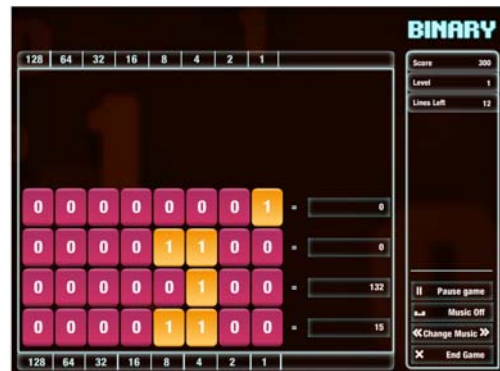 BINARY
128 64 32 16 8 4 2 1
Score 300
Level 1
Lines Left 12
0 0 0 0 0 0 0 1 = 0
0 0 0 0 1 1 0 0 = 0
0 0 0 0 0 1 0 0 = 132
0 0 0 0 1 1 0 0 = 15
128 64 32 16 8 4 2 1
Pause game
Music Off
Change Music
End Game